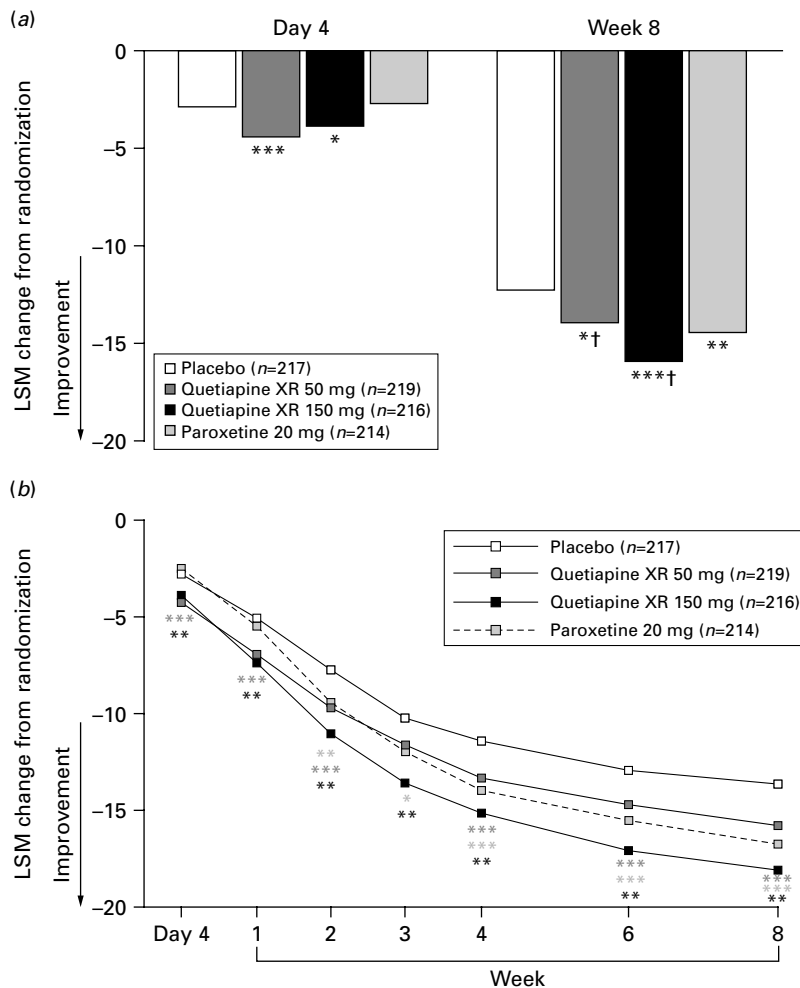 (a)
Day 4
Week 8
0
−5
−10
−15
−20
LSM change from randomization
Improvement
***
*
*†
***†
**
Placebo (n=217)
Quetiapine XR 50 mg (n=219)
Quetiapine XR 150 mg (n=216)
Paroxetine 20 mg (n=214)
(b)
0
−5
−10
−15
−20
LSM change from randomization
Improvement
Placebo (n=217)
Quetiapine XR 50 mg (n=219)
Quetiapine XR 150 mg (n=216)
Paroxetine 20 mg (n=214)
***
**
***
**
**
***
**
*
**
***
***
**
***
***
**
***
***
**
Day 4 1 2 3 4 6 8
Week